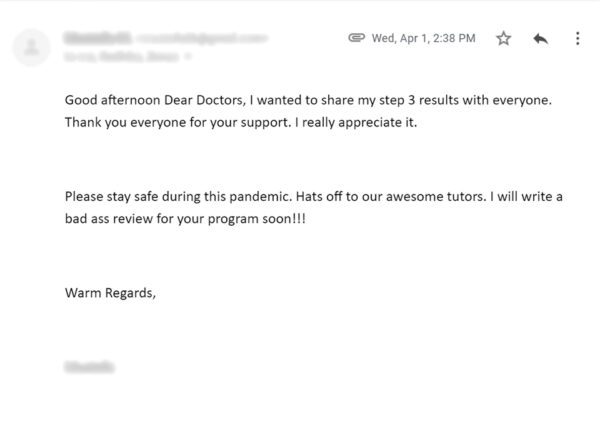 Wed, Apr 1, 2:38 PM
Good afternoon Dear Doctors, I wanted to share my step 3 results with everyone.
Thank you everyone for your support. I really appreciate it.
Please stay safe during this pandemic. Hats off to our awesome tutors. I will write a
bad ass review for your program soon!!!
Warm Regards,